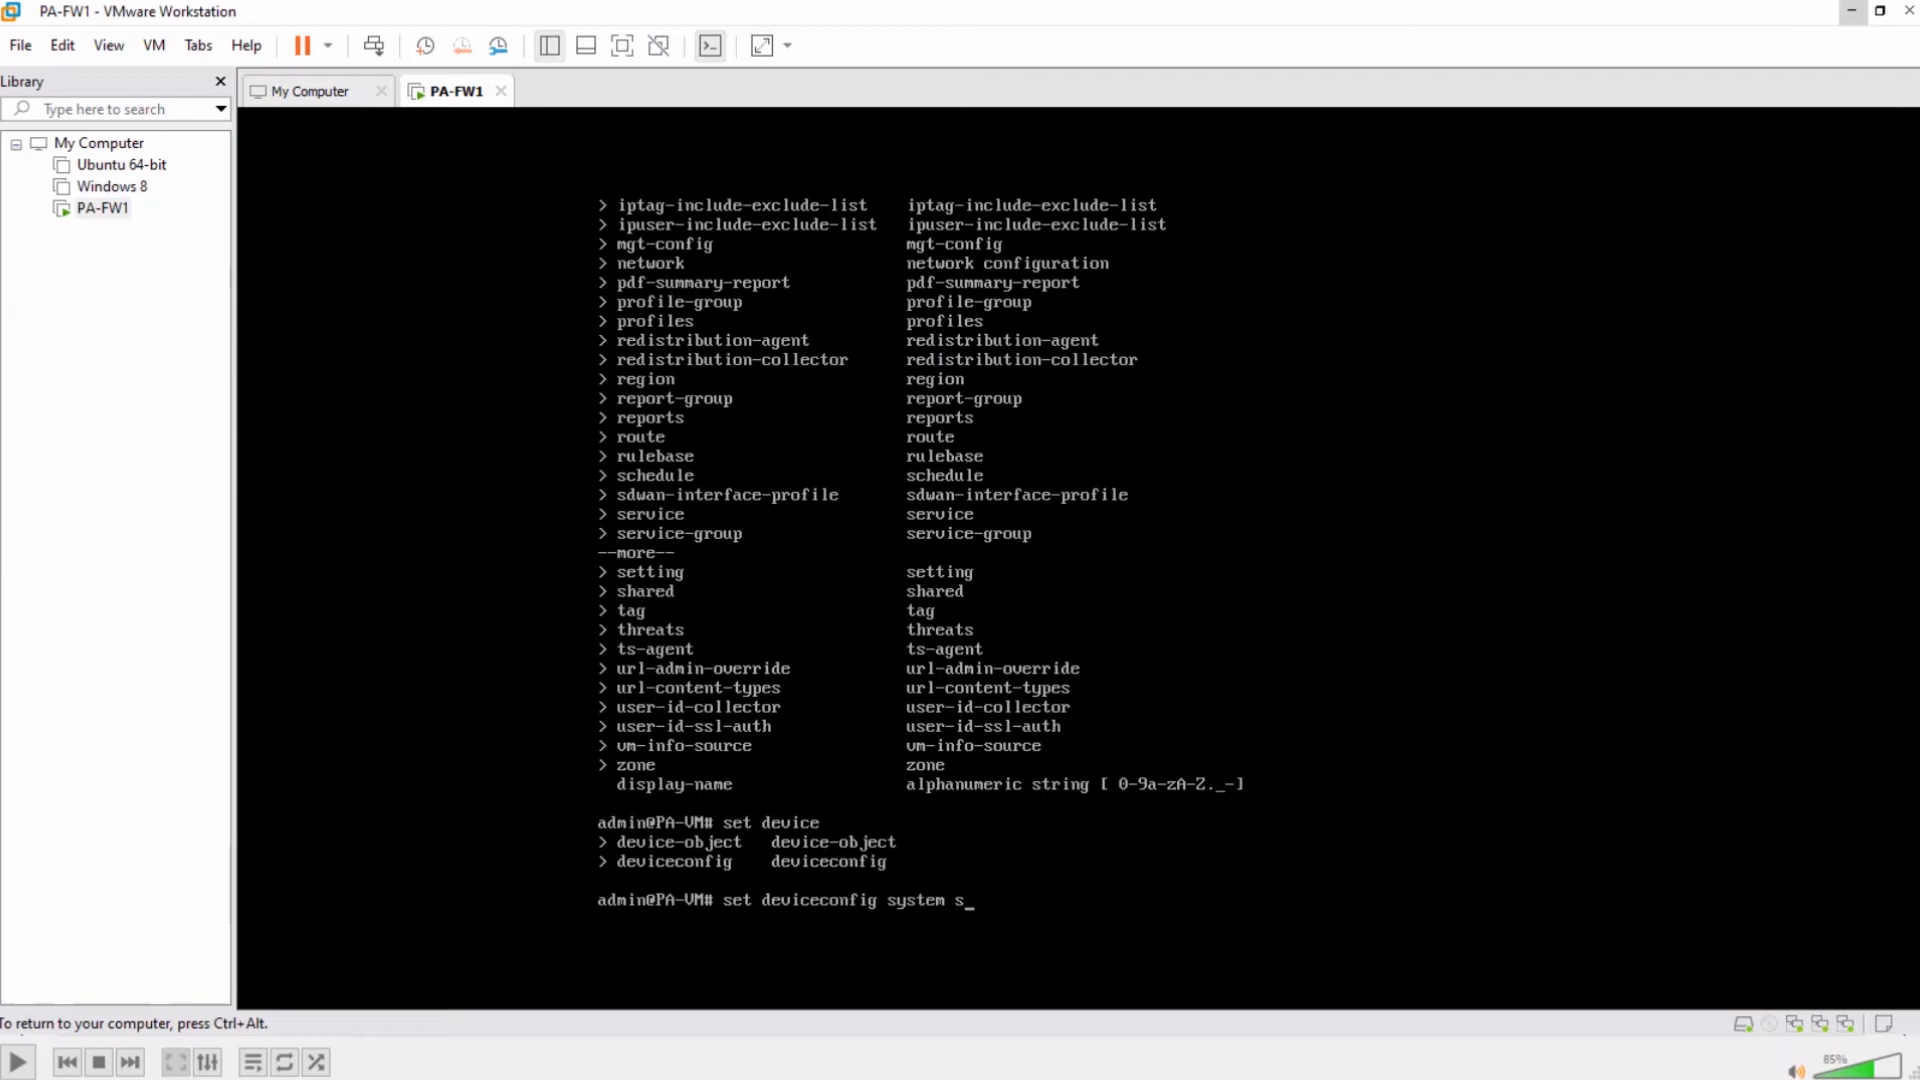 PA-FW1 - VMware Workstation
File Edit View VM Tabs Help
Library
Type here to search
My Computer
Ubuntu 64-bit
Windows 8
PA-FW1
My Computer PA-FW1
> iptag-include-exclude-list iptag-include-exclude-list
> ipuser-include-exclude-list ipuser-include-exclude-list
> mgt-config mgt-config
> network network configuration
> pdf-summary-report pdf-summary-report
> profile-group profile-group
> profiles profiles
> redistribution-agent redistribution-agent
> redistribution-collector redistribution-collector
> region region
> report-group report-group
> reports reports
> route route
> rulebase rulebase
> schedule schedule
> sdwan-interface-profile sdwan-interface-profile
> service service
> service-group service-group
--more--
> setting setting
> shared shared
> tag tag
> threats threats
> ts-agent ts-agent
> url-admin-override url-admin-override
> url-content-types url-content-types
> user-id-collector user-id-collector
> user-id-ssl-auth user-id-ssl-auth
> vm-info-source vm-info-source
> zone zone
display-name alphanumeric string [ 0-9a-zA-Z._-]
admin@PA-VM# set device
> device-object device-object
> deviceconfig deviceconfig
admin@PA-VM# set deviceconfig system s_
To return to your computer, press Ctrl+Alt.
85%